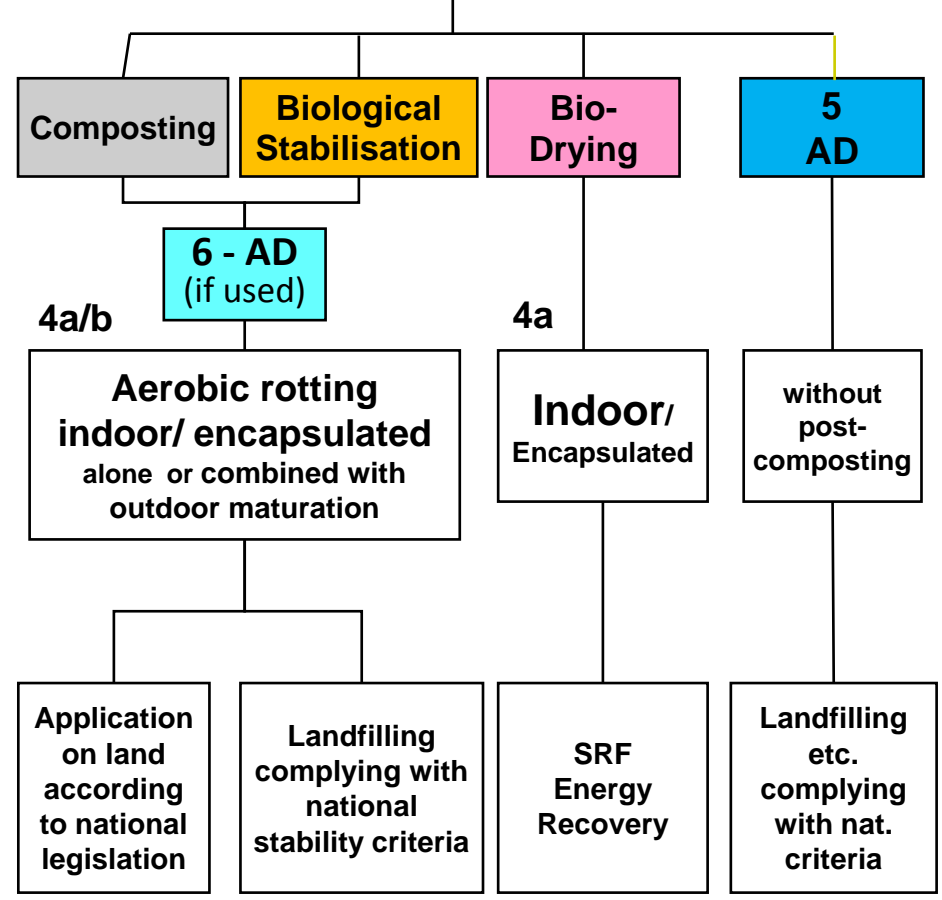 Composting
Biological
Stabilisation
Bio-
Drying
5
AD
6 - AD
(if used)
4a/b
4a
Aerobic rotting
indoor/ encapsulated
alone or combined with
outdoor maturation
Indoor/
Encapsulated
without
post-
composting
Application
on land
according
to national
legislation
Landfilling
complying with
national
stability criteria
SRF
Energy
Recovery
Landfilling
etc.
complying
with nat.
criteria